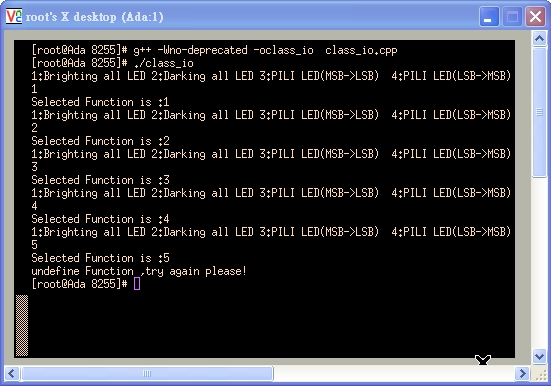 root's X desktop (Ada:1)
[root@Ada 8255]# g++ -Wno-deprecated -oclass_io  class_io.cpp
[root@Ada 8255]# ./class_io
1:Brighting all LED 2:Darking all LED 3:PILI LED(MSB->LSB)  4:PILI LED(LSB->MSB)
1
Selected Function is :1
1:Brighting all LED 2:Darking all LED 3:PILI LED(MSB->LSB)  4:PILI LED(LSB->MSB)
2
Selected Function is :2
1:Brighting all LED 2:Darking all LED 3:PILI LED(MSB->LSB)  4:PILI LED(LSB->MSB)
3
Selected Function is :3
1:Brighting all LED 2:Darking all LED 3:PILI LED(MSB->LSB)  4:PILI LED(LSB->MSB)
4
Selected Function is :4
1:Brighting all LED 2:Darking all LED 3:PILI LED(MSB->LSB)  4:PILI LED(LSB->MSB)
5
Selected Function is :5
undefine Function ,try again please!
[root@Ada 8255]#